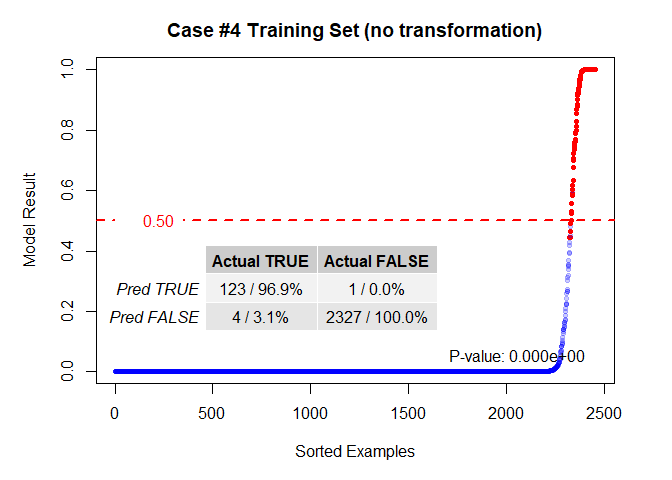 Case #4 Training Set (no transformation)
Model Result
1.0
0.8
0.6
0.4
0.2
0.0
0.50
Actual TRUE Actual FALSE
Pred TRUE 123 / 96.9% 1 / 0.0%
Pred FALSE 4 / 3.1% 2327 / 100.0%
P-value: 0.000e+00
0 500 1000 1500 2000 2500
Sorted Examples